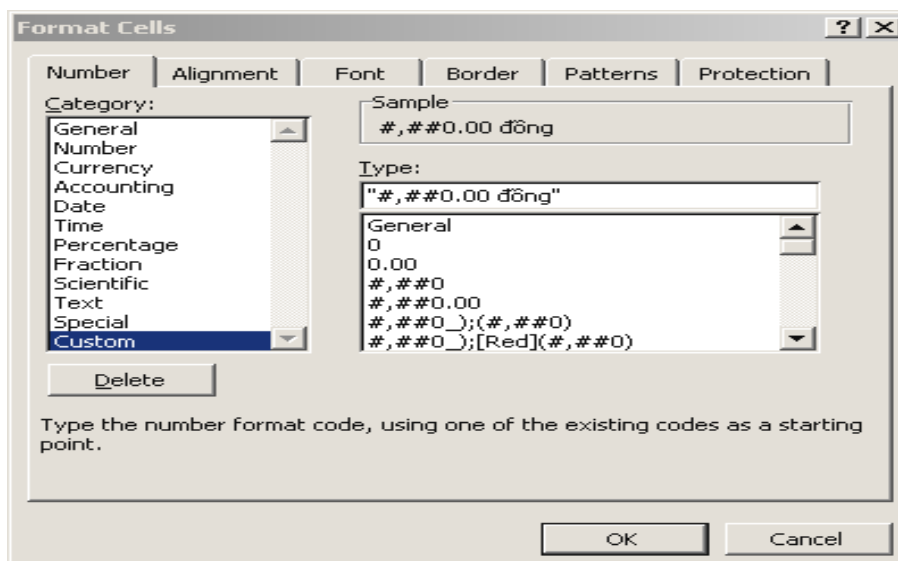 Format Cells
Number Alignment Font Border Patterns Protection
Category:
General
Number
Currency
Accounting
Date
Time
Percentage
Fraction
Scientific
Text
Special
Custom
Delete
Sample
#,##0.00 đồng
Type:
"#,##0.00 đồng"
General
0
0.00
#,##0
#,##0.00
#,##0_);(#,##0)
#,##0_);[Red](#,##0)
Type the number format code, using one of the existing codes as a starting
point.
OK Cancel